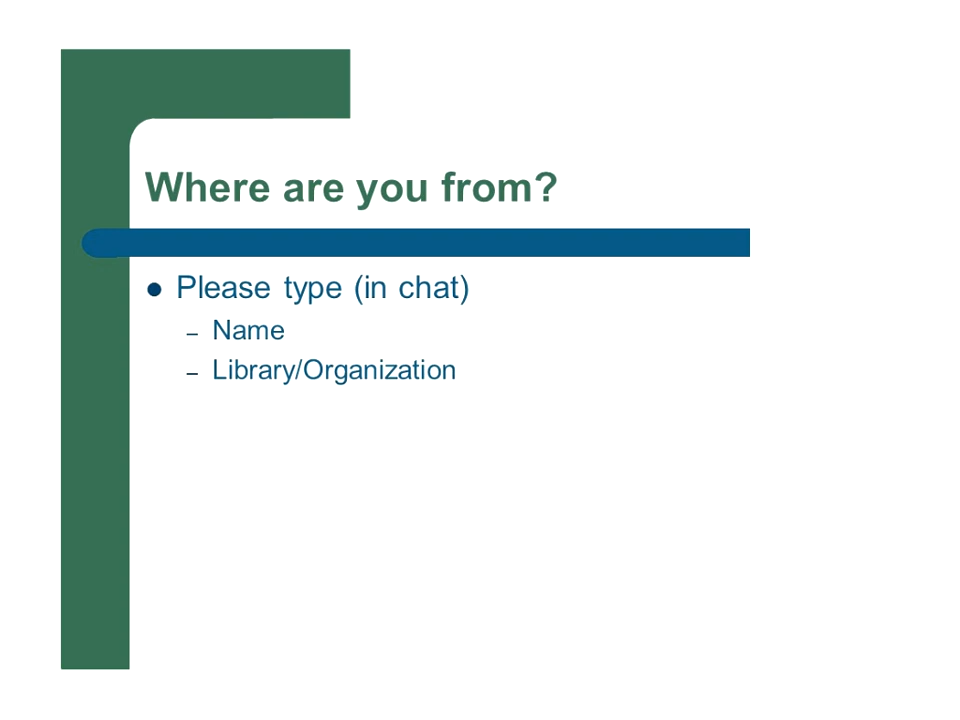 Where are you from?
● Please type (in chat)
– Name
– Library/Organization